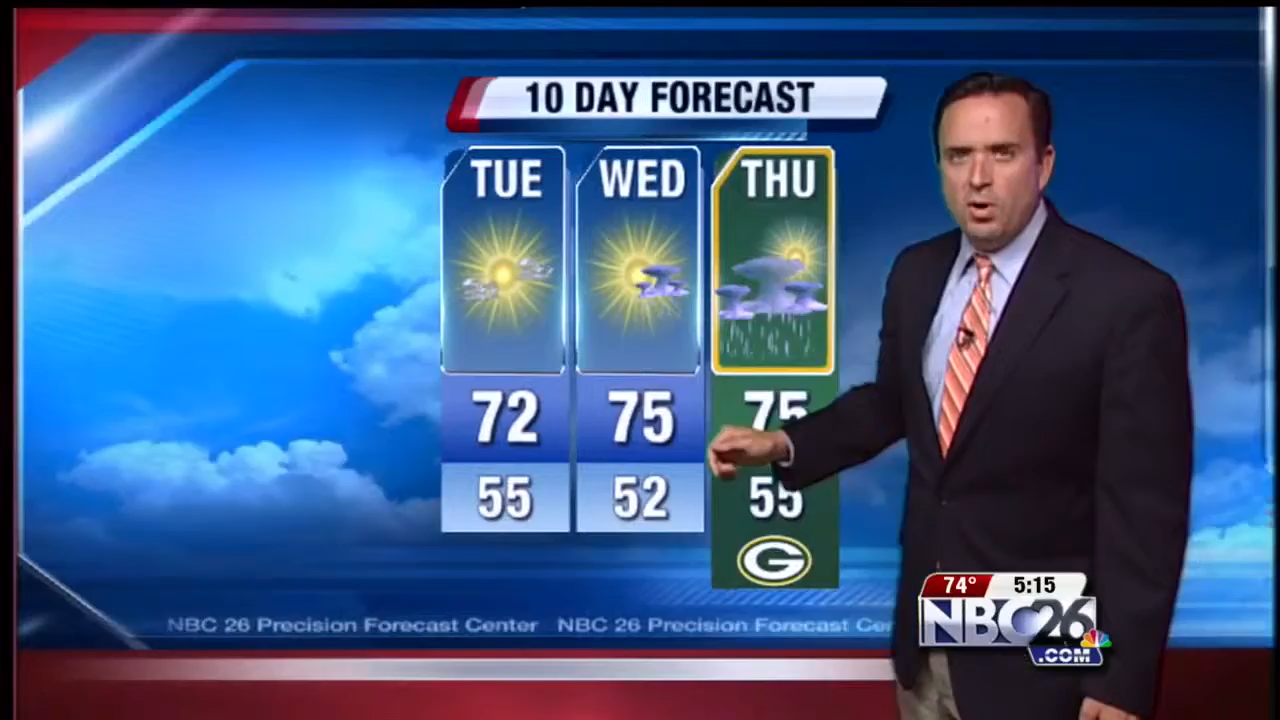 10 DAY FORECAST
TUE WED THU
72 75 75
55 52 55
G
NBC 26 Precision Forecast Center NBC 26 Precision Forecast Cen
74° 5:15
NBC26
.COM